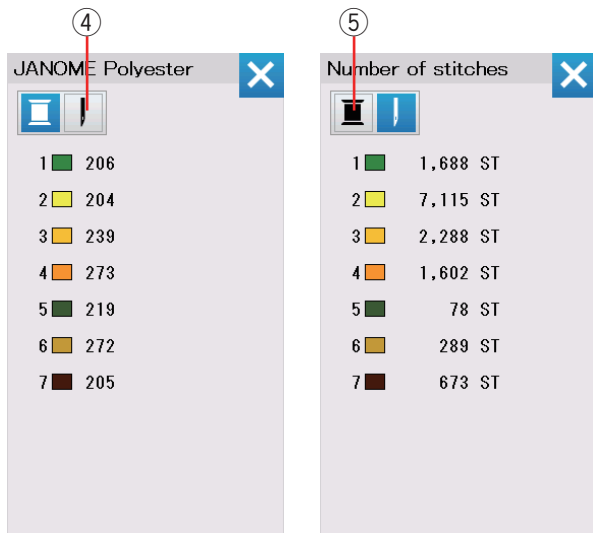 ④
⑤
JANOME Polyester
1 206
2 204
3 239
4 273
5 219
6 272
7 205
Number of stitches
1 1,688 ST
2 7,115 ST
3 2,288 ST
4 1,602 ST
5 78 ST
6 289 ST
7 673 ST